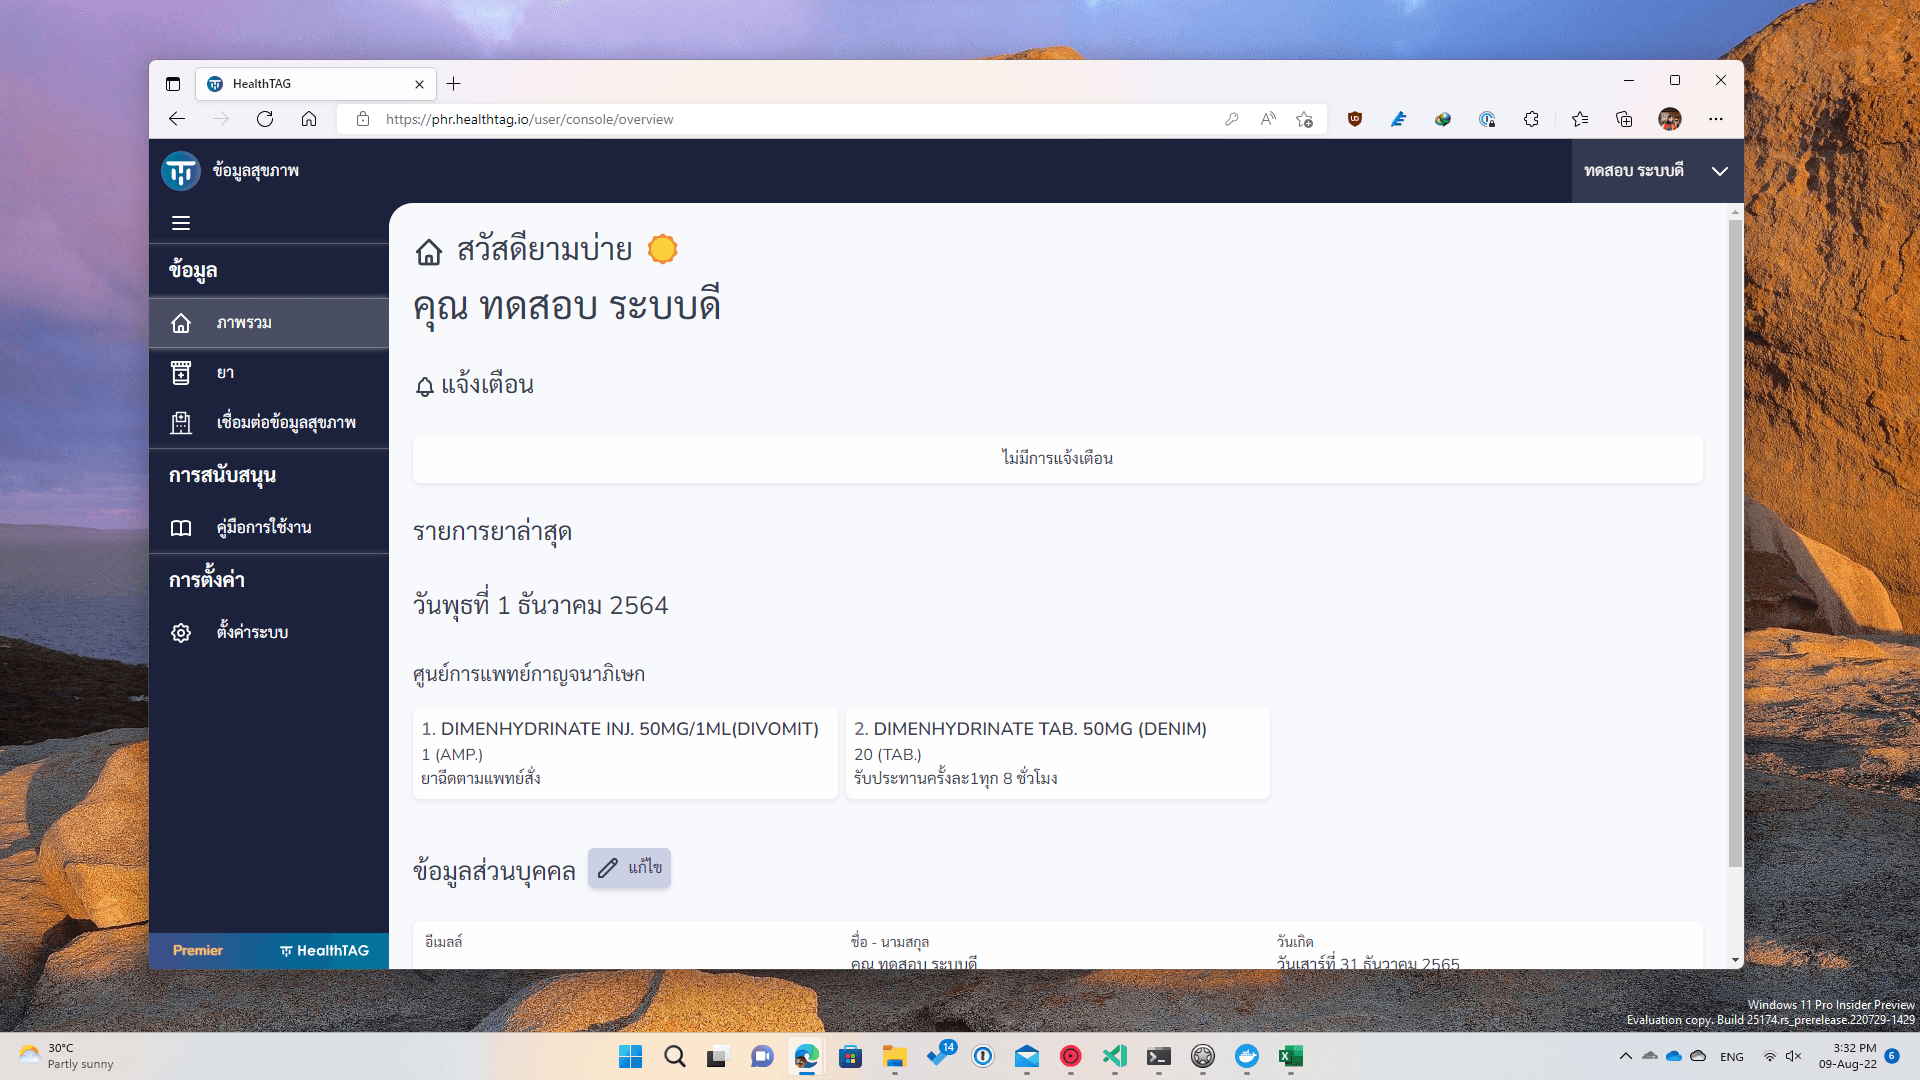 HealthTAG
https://phr.healthtag.io/user/console/overview
ข้อมูลสุขภาพ
ทดสอบ ระบบดี
ข้อมูล
ภาพรวม
ยา
เชื่อมต่อข้อมูลสุขภาพ
การสนับสนุน
คู่มือการใช้งาน
การตั้งค่า
ตั้งค่าระบบ
Premier
HealthTAG
สวัสดียามบ่าย
คุณ ทดสอบ ระบบดี
แจ้งเตือน
ไม่มีการแจ้งเตือน
รายการยาล่าสุด
วันพุธที่ 1 ธันวาคม 2564
ศูนย์การแพทย์กาญจนาภิเษก
1. DIMENHYDRINATE INJ. 50MG/1ML(DIVOMIT)
1 (AMP.)
ยาฉีดตามแพทย์สั่ง
2. DIMENHYDRINATE TAB. 50MG (DENIM)
20 (TAB.)
รับประทานครั้งละ1ทุก 8 ชั่วโมง
ข้อมูลส่วนบุคคล
แก้ไข
อีเมลล์
ชื่อ - นามสกุล
คุณ ทดสอบ ระบบดี
วันเกิด
วันเสาร์ที่ 31 ธันวาคม 2565
Windows 11 Pro Insider Preview
Evaluation copy. Build 25174.rs_prerelease.220729-1429
30°C
Partly sunny
14
ENG
3:32 PM
09-Aug-22
6